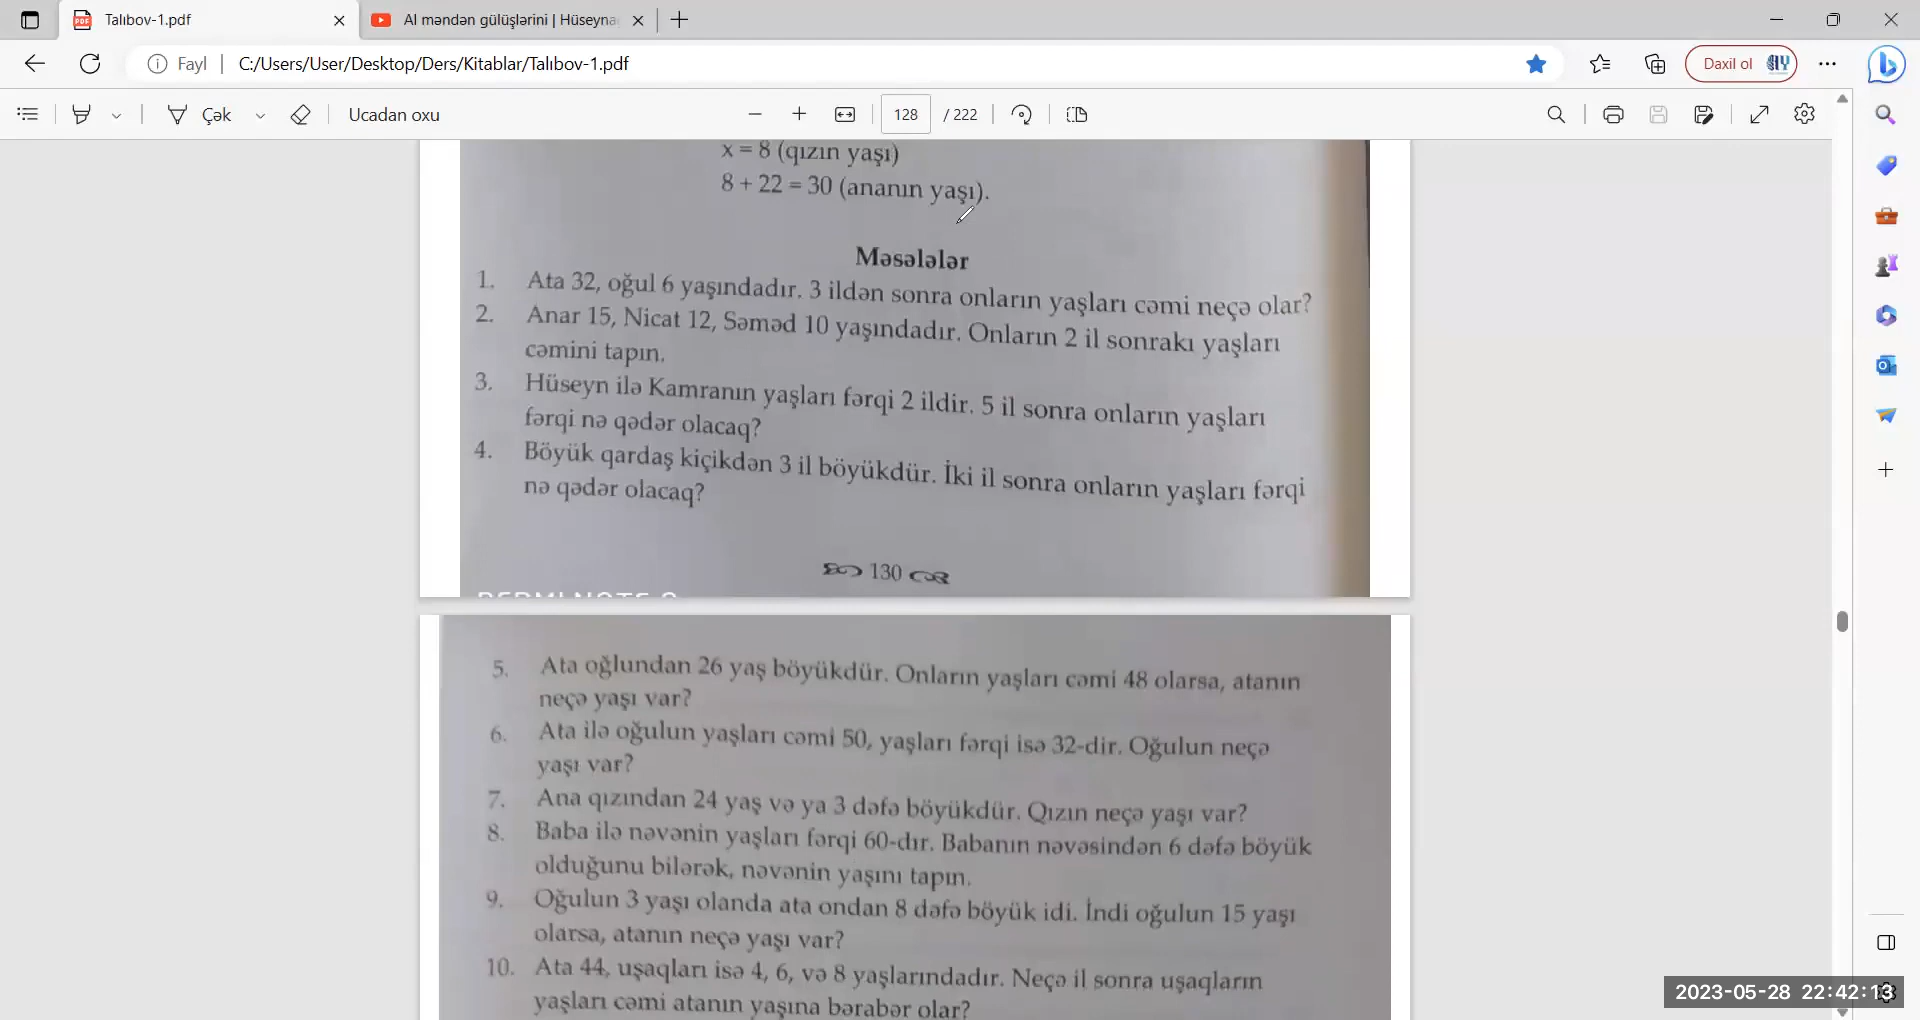 Talıbov-1.pdf
Al məndən gülüşlərini | Hüseyna
Fayl
C:/Users/User/Desktop/Ders/Kitablar/Talıbov-1.pdf
Daxil ol
Çək
Ucadan oxu
128
/ 222
x = 8 (qızın yaşı)
8 + 22 = 30 (ananın yaşı).
Məsələlər
1. Ata 32, oğul 6 yaşındadır. 3 ildən sonra onların yaşları cəmi neçə olar?
2. Anar 15, Nicat 12, Səməd 10 yaşındadır. Onların 2 il sonrakı yaşları
cəmini tapın.
3. Hüseyn ilə Kamranın yaşları fərqi 2 ildir. 5 il sonra onların yaşları
fərqi nə qədər olacaq?
4. Böyük qardaş kiçikdən 3 il böyükdür. İki il sonra onların yaşları fərqi
nə qədər olacaq?
130
5. Ata oğlundan 26 yaş böyükdür. Onların yaşları cəmi 48 olarsa, atanın
neçə yaşı var?
6. Ata ilə oğulun yaşları cəmi 50, yaşları fərqi isə 32-dir. Oğulun neçə
yaşı var?
7. Ana qızından 24 yaş və ya 3 dəfə böyükdür. Qızın neçə yaşı var?
8. Baba ilə nəvənin yaşları fərqi 60-dır. Babanın nəvəsindən 6 dəfə böyük
olduğunu bilərək, nəvənin yaşını tapın.
9. Oğulun 3 yaşı olanda ata ondan 8 dəfə böyük idi. İndi oğulun 15 yaşı
olarsa, atanın neçə yaşı var?
10. Ata 44, uşaqları isə 4, 6, və 8 yaşlarındadır. Neçə il sonra uşaqların
yaşları cəmi atanın yaşına bərabər olar?
2023-05-28 22:42:13